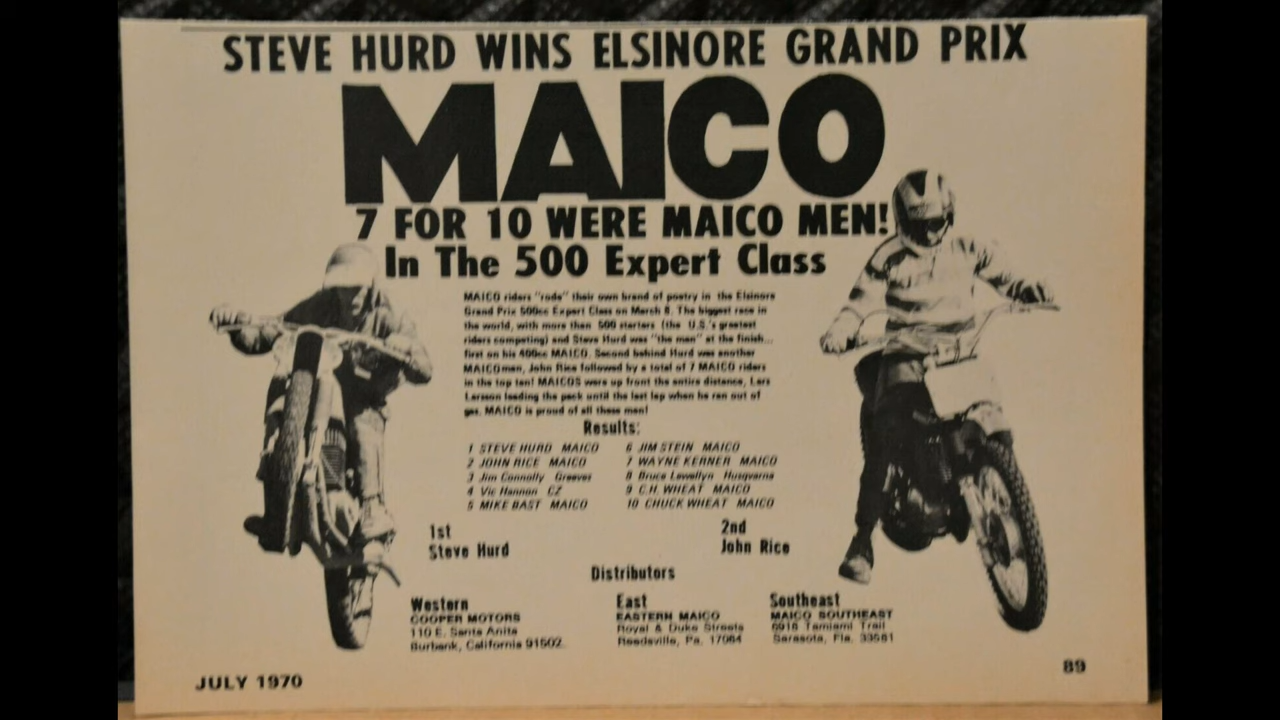 STEVE HURD WINS ELSINORE GRAND PRIX
MAICO
7 FOR 10 WERE MAICO MEN!
In The 500 Expert Class
MAICO riders "rode" their own brand of poetry in the Elsinore
Grand Prix 500cc Expert Class on March 8. The biggest race in
the world, with more than 500 starters (the U.S.'s greatest
riders competing) and Steve Hurd was "the man" at the finish...
first on his 400cc MAICO. Second behind Hurd was another
MAICOman, John Rice followed by a total of 7 MAICO riders
in the top ten! MAICOS were up front the entire distance, Lars
Larsson leading the pack until the last lap when he ran out of
gas. MAICO is proud of all these men!
Results:
1 STEVE HURD MAICO
2 JOHN RICE MAICO
3 Jim Connolly Greeves
4 Vic Hannon CZ
5 MIKE BAST MAICO
6 JIM STEIN MAICO
7 WAYNE KERNER MAICO
8 Bruce Lewellyn Husqvarna
9 C.H. WHEAT MAICO
10 CHUCK WHEAT MAICO
1st
Steve Hurd
2nd
John Rice
Distributors
Western
COOPER MOTORS
110 E. Santa Anita
Burbank, California 91502
East
EASTERN MAICO
Royal & Duke Streets
Reedsville, Pa. 17084
Southeast
MAICO SOUTHEAST
6918 Tamiami Trail
Sarasota, Fla. 33581
JULY 1970
89